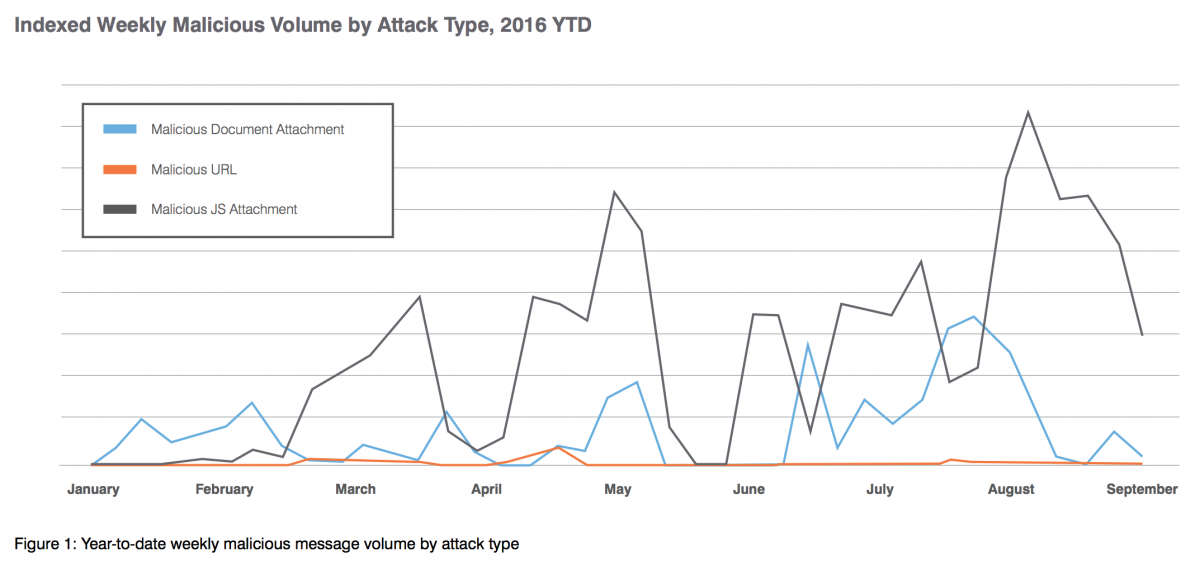 Indexed Weekly Malicious Volume by Attack Type, 2016 YTD
Malicious Document Attachment
Malicious URL
Malicious JS Attachment
January February March April May June July August September
Figure 1: Year-to-date weekly malicious message volume by attack type